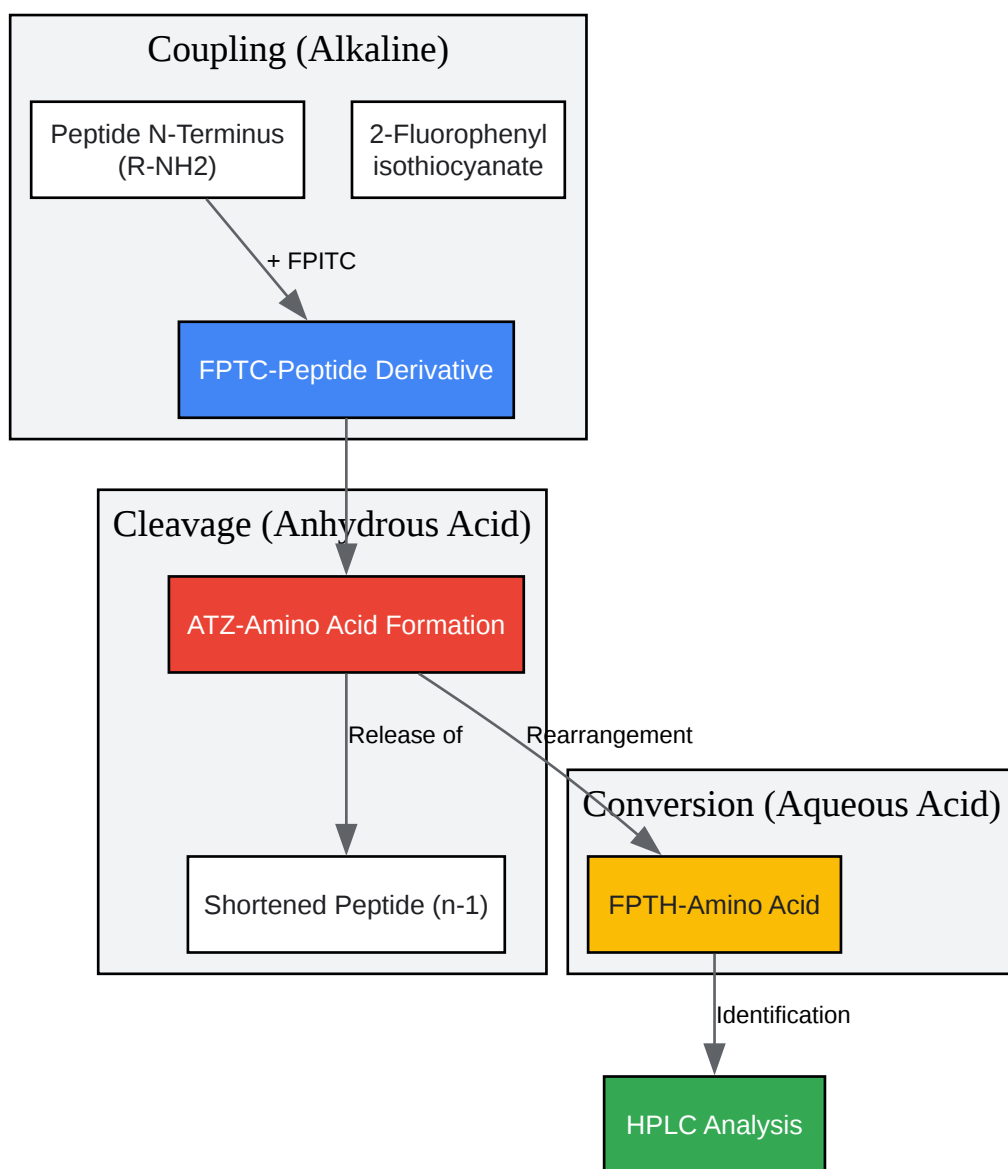 Coupling (Alkaline)
Peptide N-Terminus
(R-NH2)
2-Fluorophenyl
isothiocyanate
+ FPITC
FPTC-Peptide Derivative
Cleavage (Anhydrous Acid)
ATZ-Amino Acid Formation
Release of
Rearrangement
Conversion (Aqueous Acid)
Shortened Peptide (n-1)
FPTH-Amino Acid
Identification
HPLC Analysis